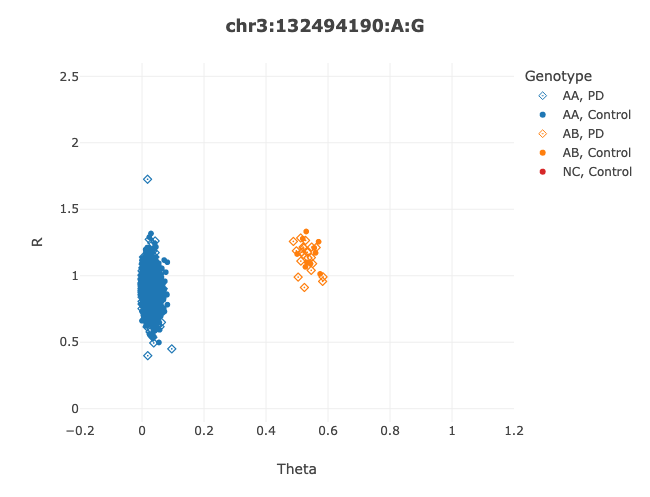 chr3:132494190:A:G
Genotype
AA, PD
AA, Control
AB, PD
AB, Control
NC, Control
2.5
2
1.5
1
0.5
0
R
−0.2
0
0.2
0.4
0.6
0.8
1
1.2
Theta